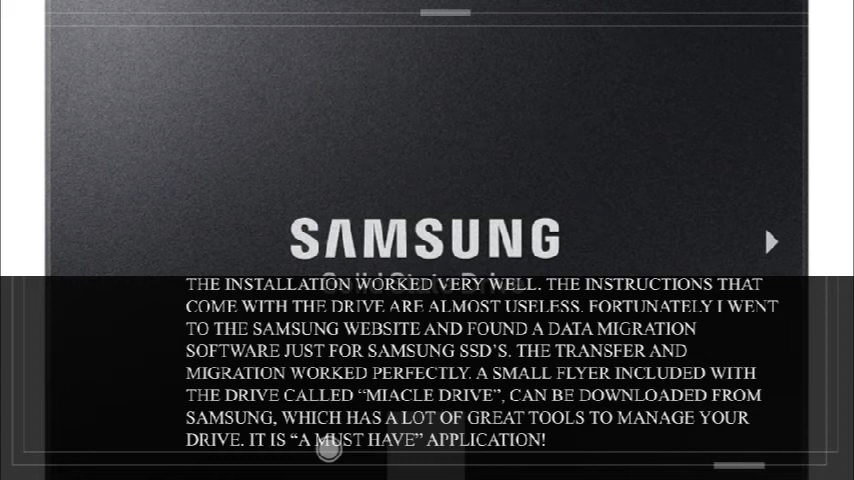 SAMSUNG
Solid State Drive
THE INSTALLATION WORKED VERY WELL. THE INSTRUCTIONS THAT
COME WITH THE DRIVE ARE ALMOST USELESS. FORTUNATELY I WENT
TO THE SAMSUNG WEBSITE AND FOUND A DATA MIGRATION
SOFTWARE JUST FOR SAMSUNG SSD'S. THE TRANSFER AND
MIGRATION WORKED PERFECTLY. A SMALL FLYER INCLUDED WITH
THE DRIVE CALLED “MIACLE DRIVE”, CAN BE DOWNLOADED FROM
SAMSUNG, WHICH HAS A LOT OF GREAT TOOLS TO MANAGE YOUR
DRIVE. IT IS “A MUST HAVE” APPLICATION!